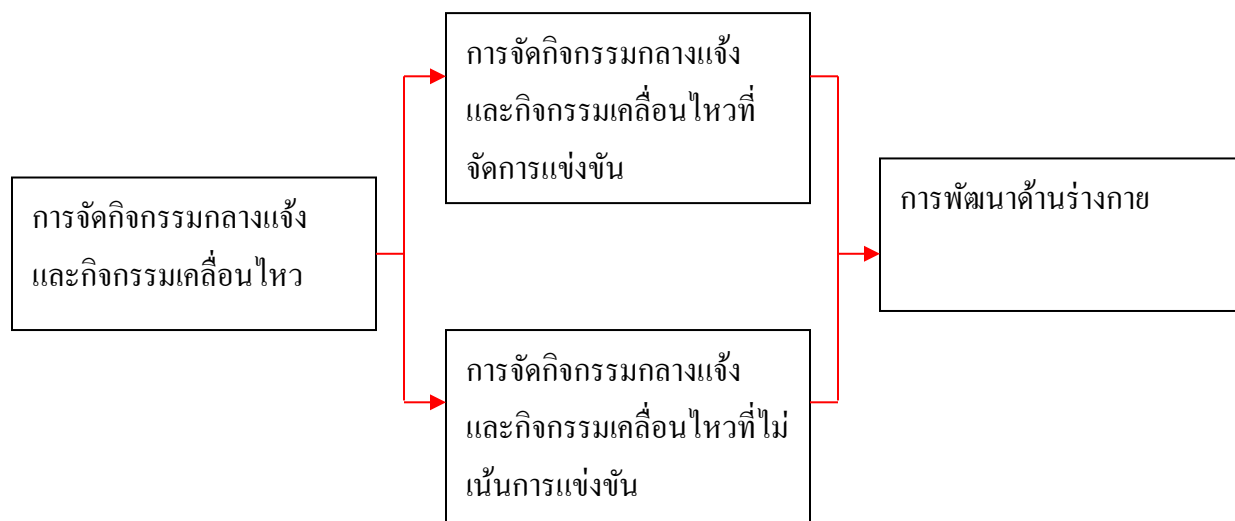 การจัดกิจกรรมกลางแจ้ง
และกิจกรรมเคลื่อนไหว
การจัดกิจกรรมกลางแจ้ง
และกิจกรรมเคลื่อนไหวที่
จัดการแข่งขัน
การจัดกิจกรรมกลางแจ้ง
และกิจกรรมเคลื่อนไหวที่ไม่
เน้นการแข่งขัน
การพัฒนาด้านร่างกาย